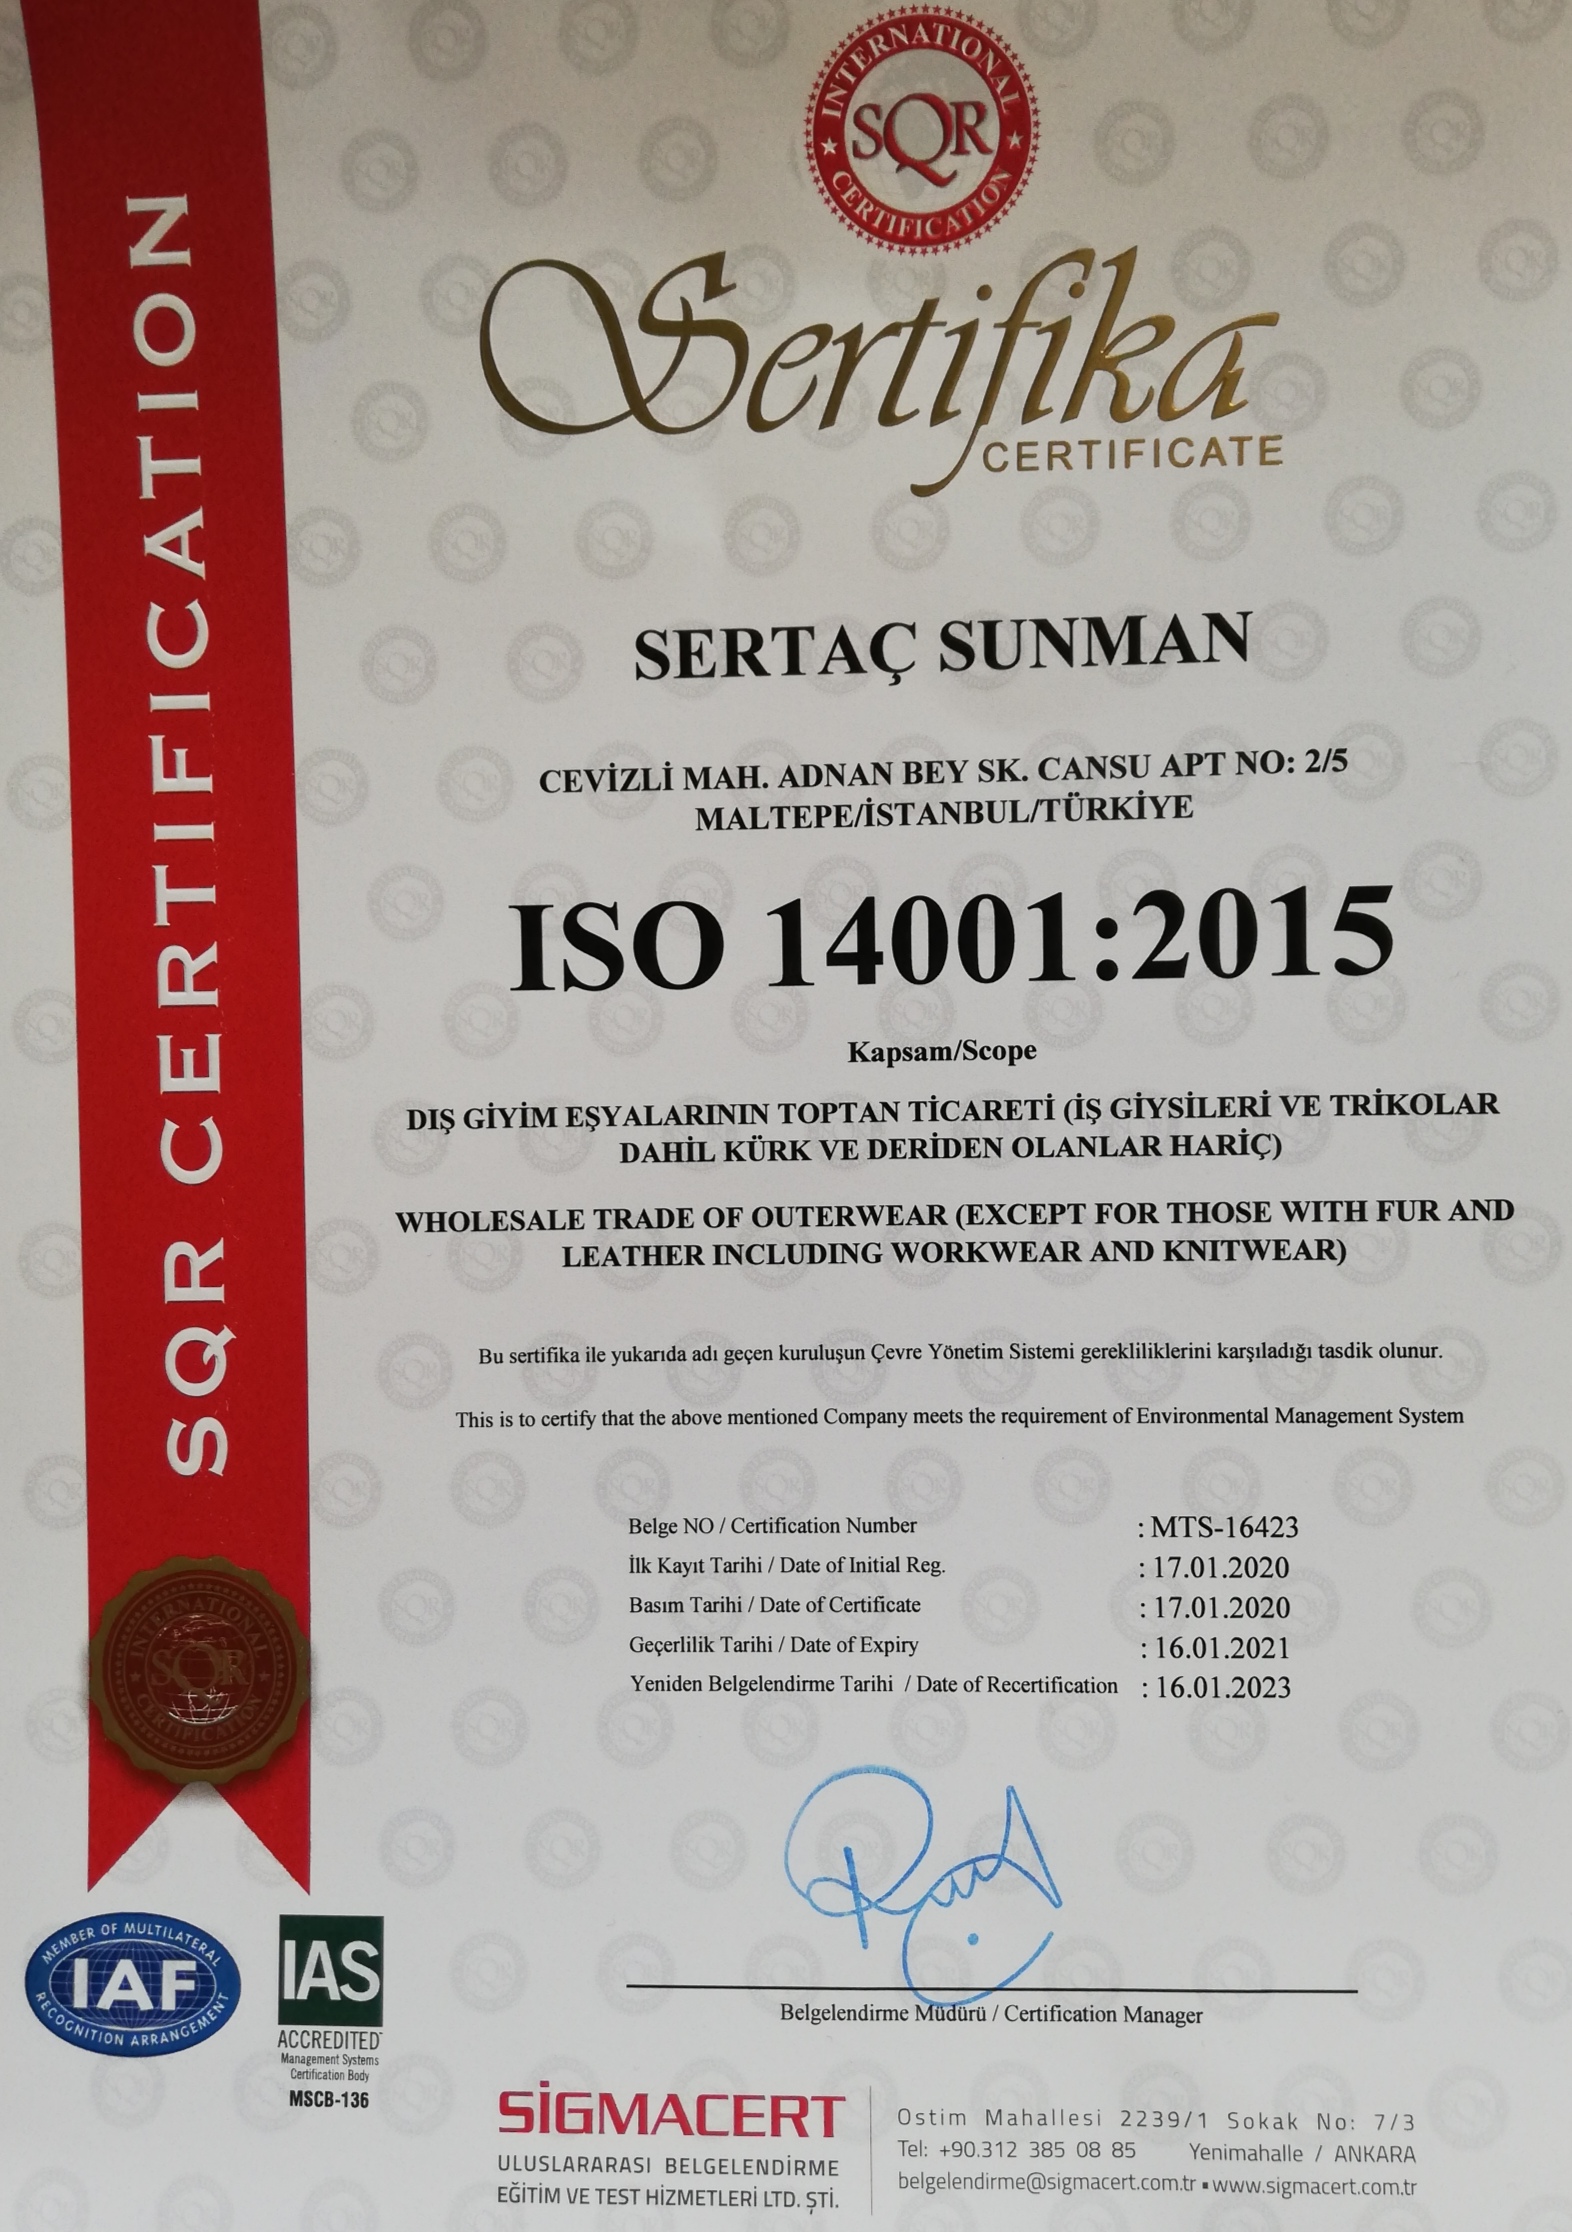 INTERNATIONAL
SQR
CERTIFICATION
Sertifika
CERTIFICATE
SQR CERTIFICATION
SERTAÇ SUNMAN
CEVİZLİ MAH. ADNAN BEY SK. CANSU APT NO: 2/5
MALTEPE/İSTANBUL/TÜRKİYE
ISO 14001:2015
Kapsam/Scope
DIŞ GİYİM EŞYALARININ TOPTAN TİCARETİ (İŞ GİYSİLERİ VE TRİKOLAR
DAHİL KÜRK VE DERİDEN OLANLAR HARİÇ)
WHOLESALE TRADE OF OUTERWEAR (EXCEPT FOR THOSE WITH FUR AND
LEATHER INCLUDING WORKWEAR AND KNITWEAR)
Bu sertifika ile yukarıda adı geçen kuruluşun Çevre Yönetim Sistemi gerekliliklerini karşıladığı tasdik olunur.
This is to certify that the above mentioned Company meets the requirement of Environmental Management System
Belge NO / Certification Number : MTS-16423
İlk Kayıt Tarihi / Date of Initial Reg. : 17.01.2020
Basım Tarihi / Date of Certificate : 17.01.2020
Geçerlilik Tarihi / Date of Expiry : 16.01.2021
Yeniden Belgelendirme Tarihi / Date of Recertification : 16.01.2023
INTERNATIONAL
SQR
CERTIFICATION
Belgelendirme Müdürü / Certification Manager
MEMBER OF MULTILATERAL
IAF
RECOGNITION ARRANGEMENT
IAS
ACCREDITED
Management Systems
Certification Body
MSCB-136
SİGMACERT
ULUSLARARASI BELGELENDİRME
EĞİTİM VE TEST HİZMETLERİ LTD. ŞTİ.
Ostim Mahallesi 2239/1 Sokak No: 7/3
Tel: +90.312 385 08 85 Yenimahalle / ANKARA
belgelendirme@sigmacert.com.tr ▪ www.sigmacert.com.tr